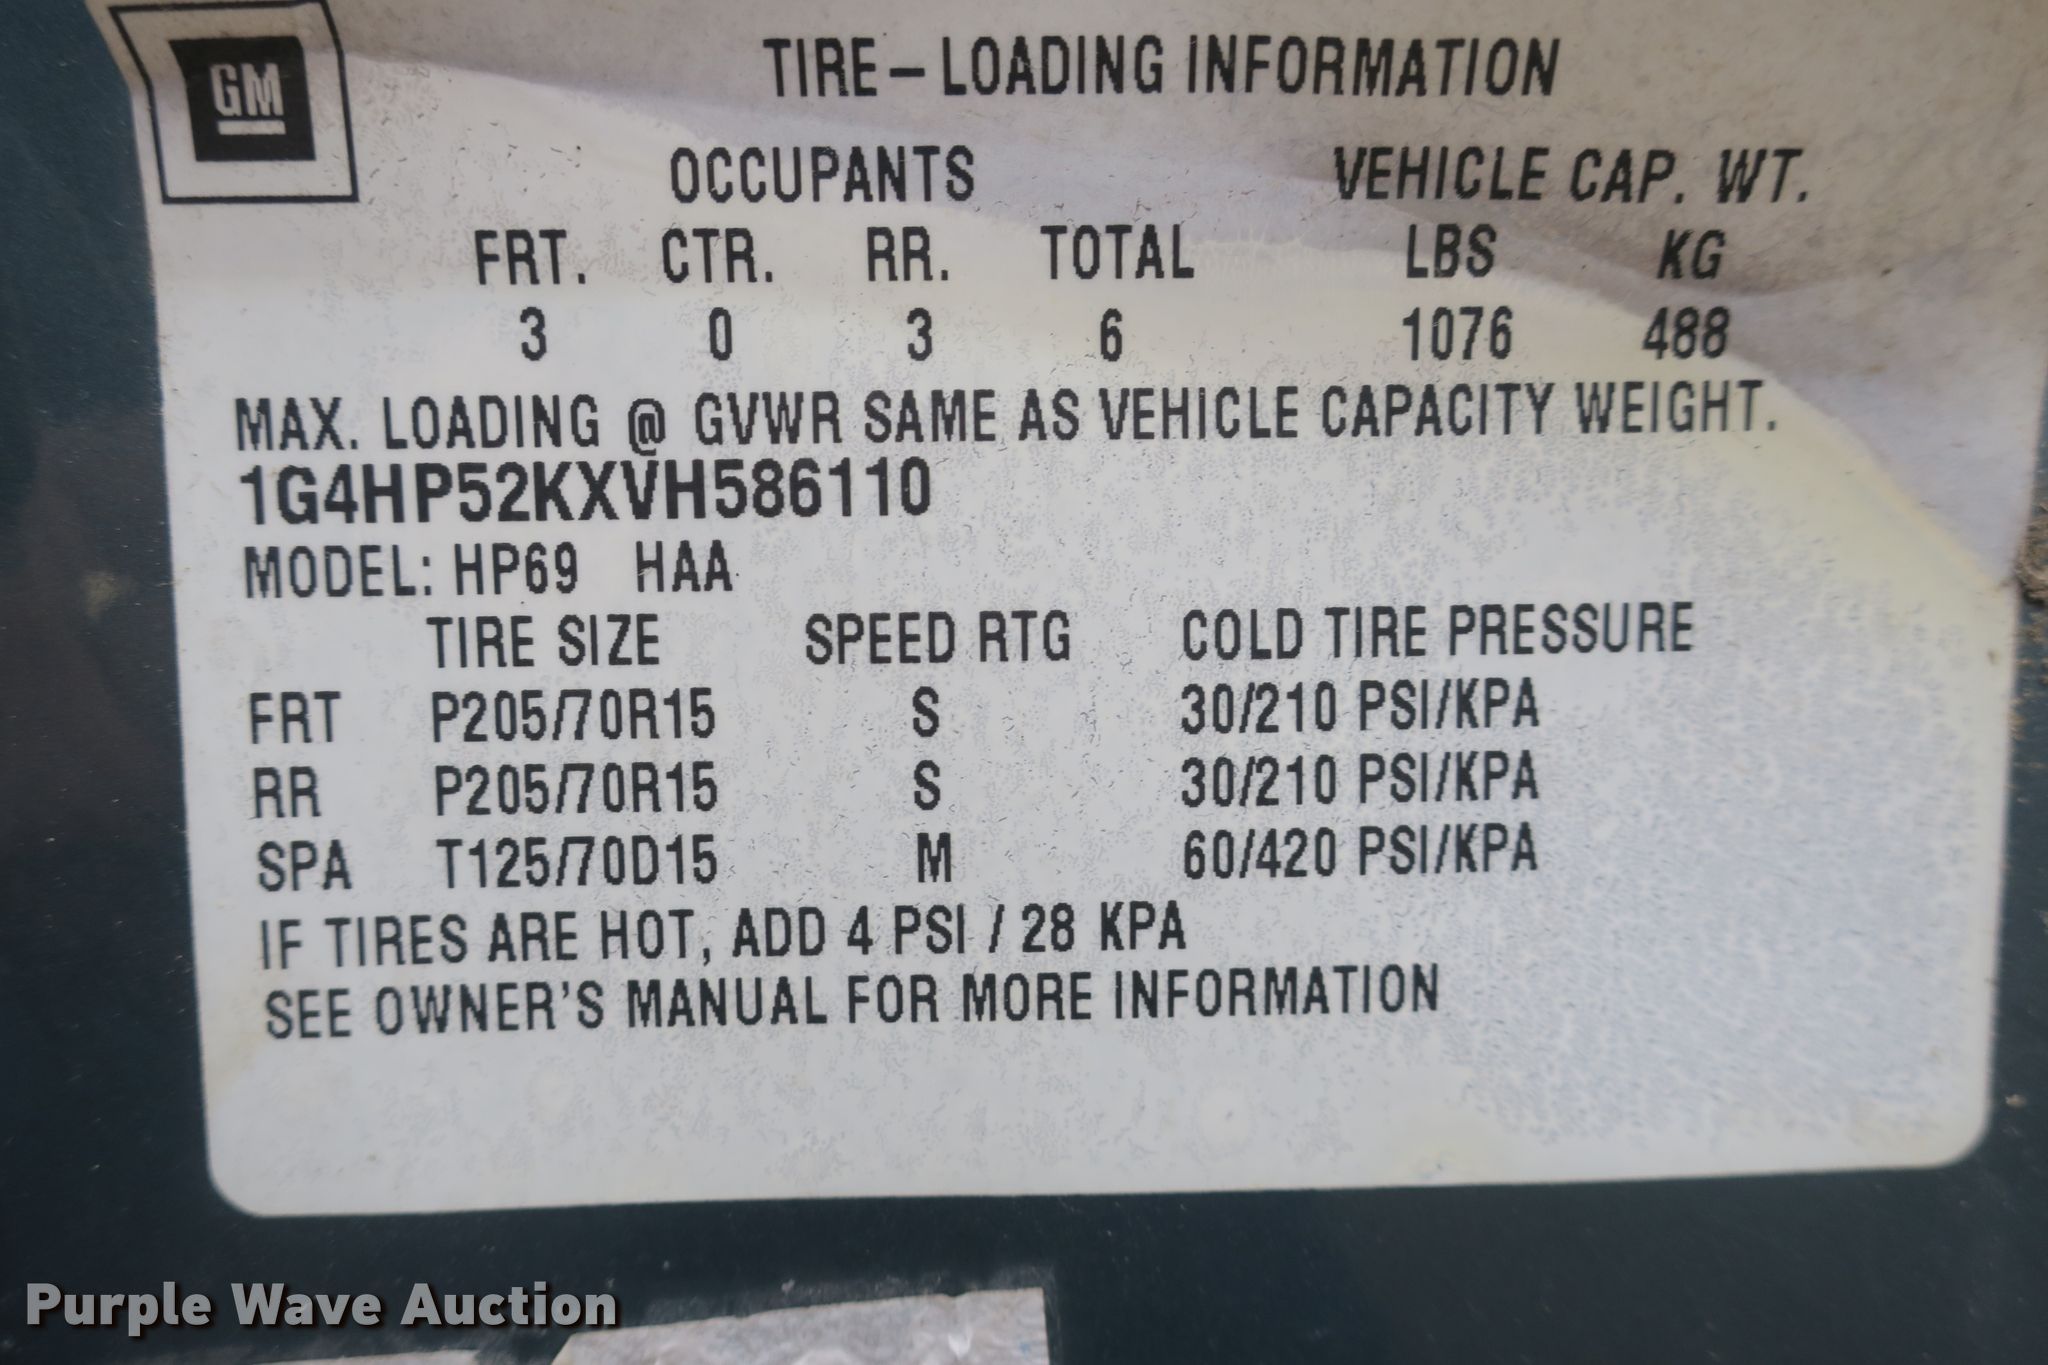 GM
TIRE – LOADING INFORMATION
OCCUPANTS VEHICLE CAP. WT.
FRT. CTR. RR. TOTAL LBS KG
3 0 3 6 1076 488
MAX. LOADING @ GVWR SAME AS VEHICLE CAPACITY WEIGHT.
1G4HP52KXVH586110
MODEL: HP69 HAA
TIRE SIZE SPEED RTG COLD TIRE PRESSURE
FRT P205/70R15 S 30/210 PSI/KPA
RR P205/70R15 S 30/210 PSI/KPA
SPA T125/70D15 M 60/420 PSI/KPA
IF TIRES ARE HOT, ADD 4 PSI / 28 KPA
SEE OWNER'S MANUAL FOR MORE INFORMATION
Purple Wave Auction